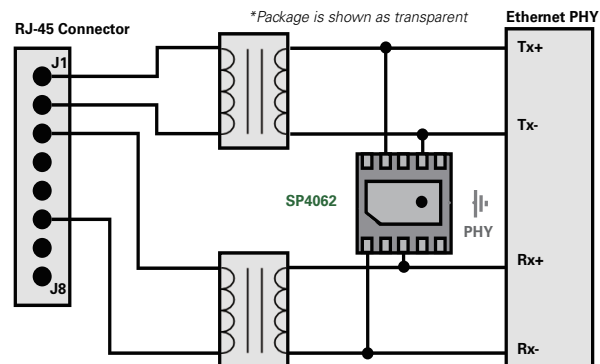 *Package is shown as transparent
Ethernet PHY
RJ-45 Connector
J1
Tx+
Tx-
SP4062
PHY
Rx+
J8
Rx-